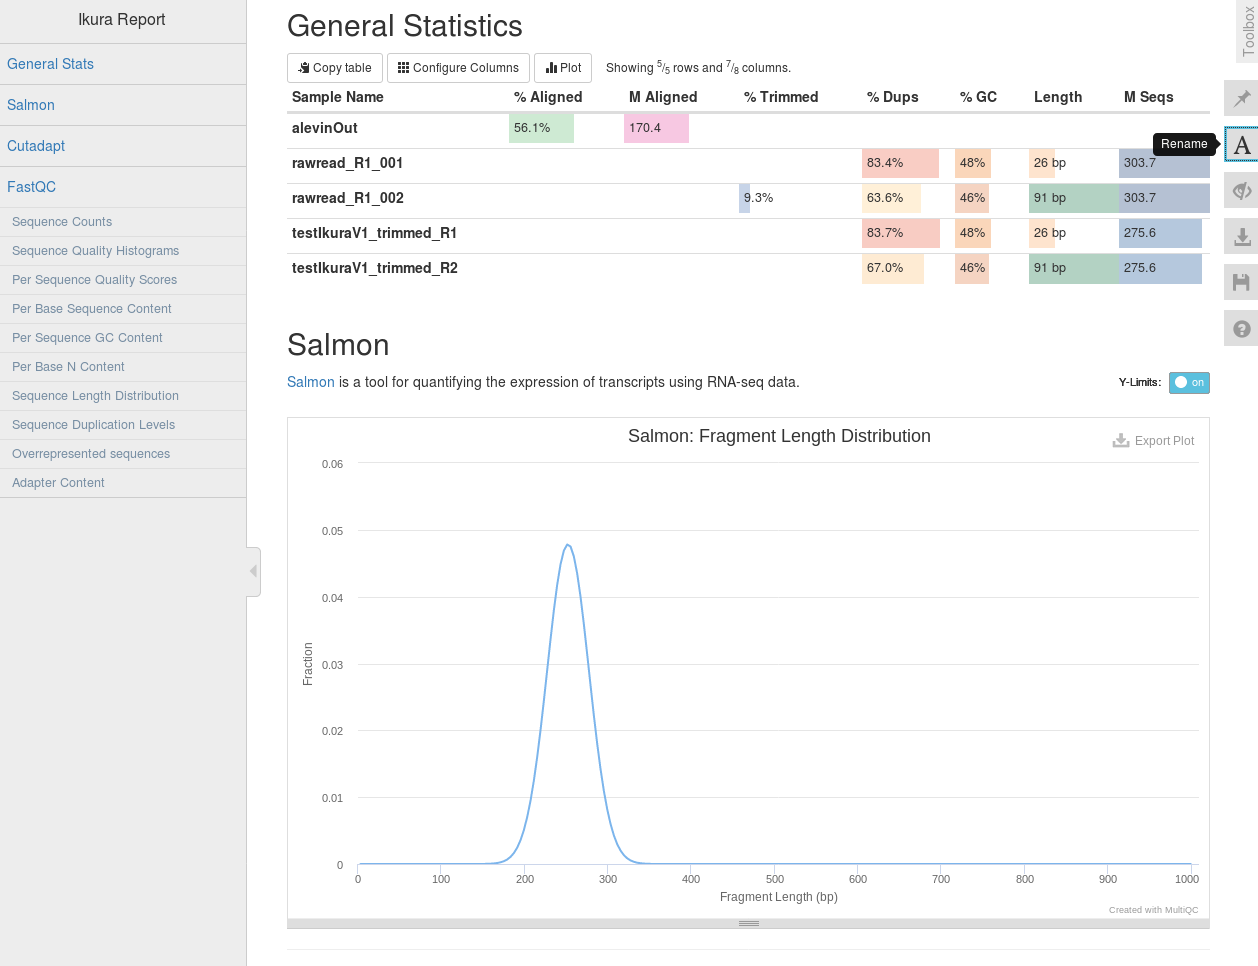 Ikura Report
General Stats
Salmon
Cutadapt
FastQC
Sequence Counts
Sequence Quality Histograms
Per Sequence Quality Scores
Per Base Sequence Content
Per Sequence GC Content
Per Base N Content
Sequence Length Distribution
Sequence Duplication Levels
Overrepresented sequences
Adapter Content
General Statistics
Copy table Configure Columns Plot Showing 5/5 rows and 7/8 columns.
Sample Name % Aligned M Aligned % Trimmed % Dups % GC Length M Seqs
alevinOut 56.1% 170.4
rawread_R1_001 83.4% 48% 26 bp 303.7
rawread_R1_002 9.3% 63.6% 46% 91 bp 303.7
testIkuraV1_trimmed_R1 83.7% 48% 26 bp 275.6
testIkuraV1_trimmed_R2 67.0% 46% 91 bp 275.6
Salmon
Salmon is a tool for quantifying the expression of transcripts using RNA-seq data.
Y-Limits: on
Salmon: Fragment Length Distribution
Export Plot
0.06
0.05
0.04
0.03
0.02
0.01
0
Fraction
0 100 200 300 400 500 600 700 800 900 1000
Fragment Length (bp)
Created with MultiQC
Toolbox
Rename
A